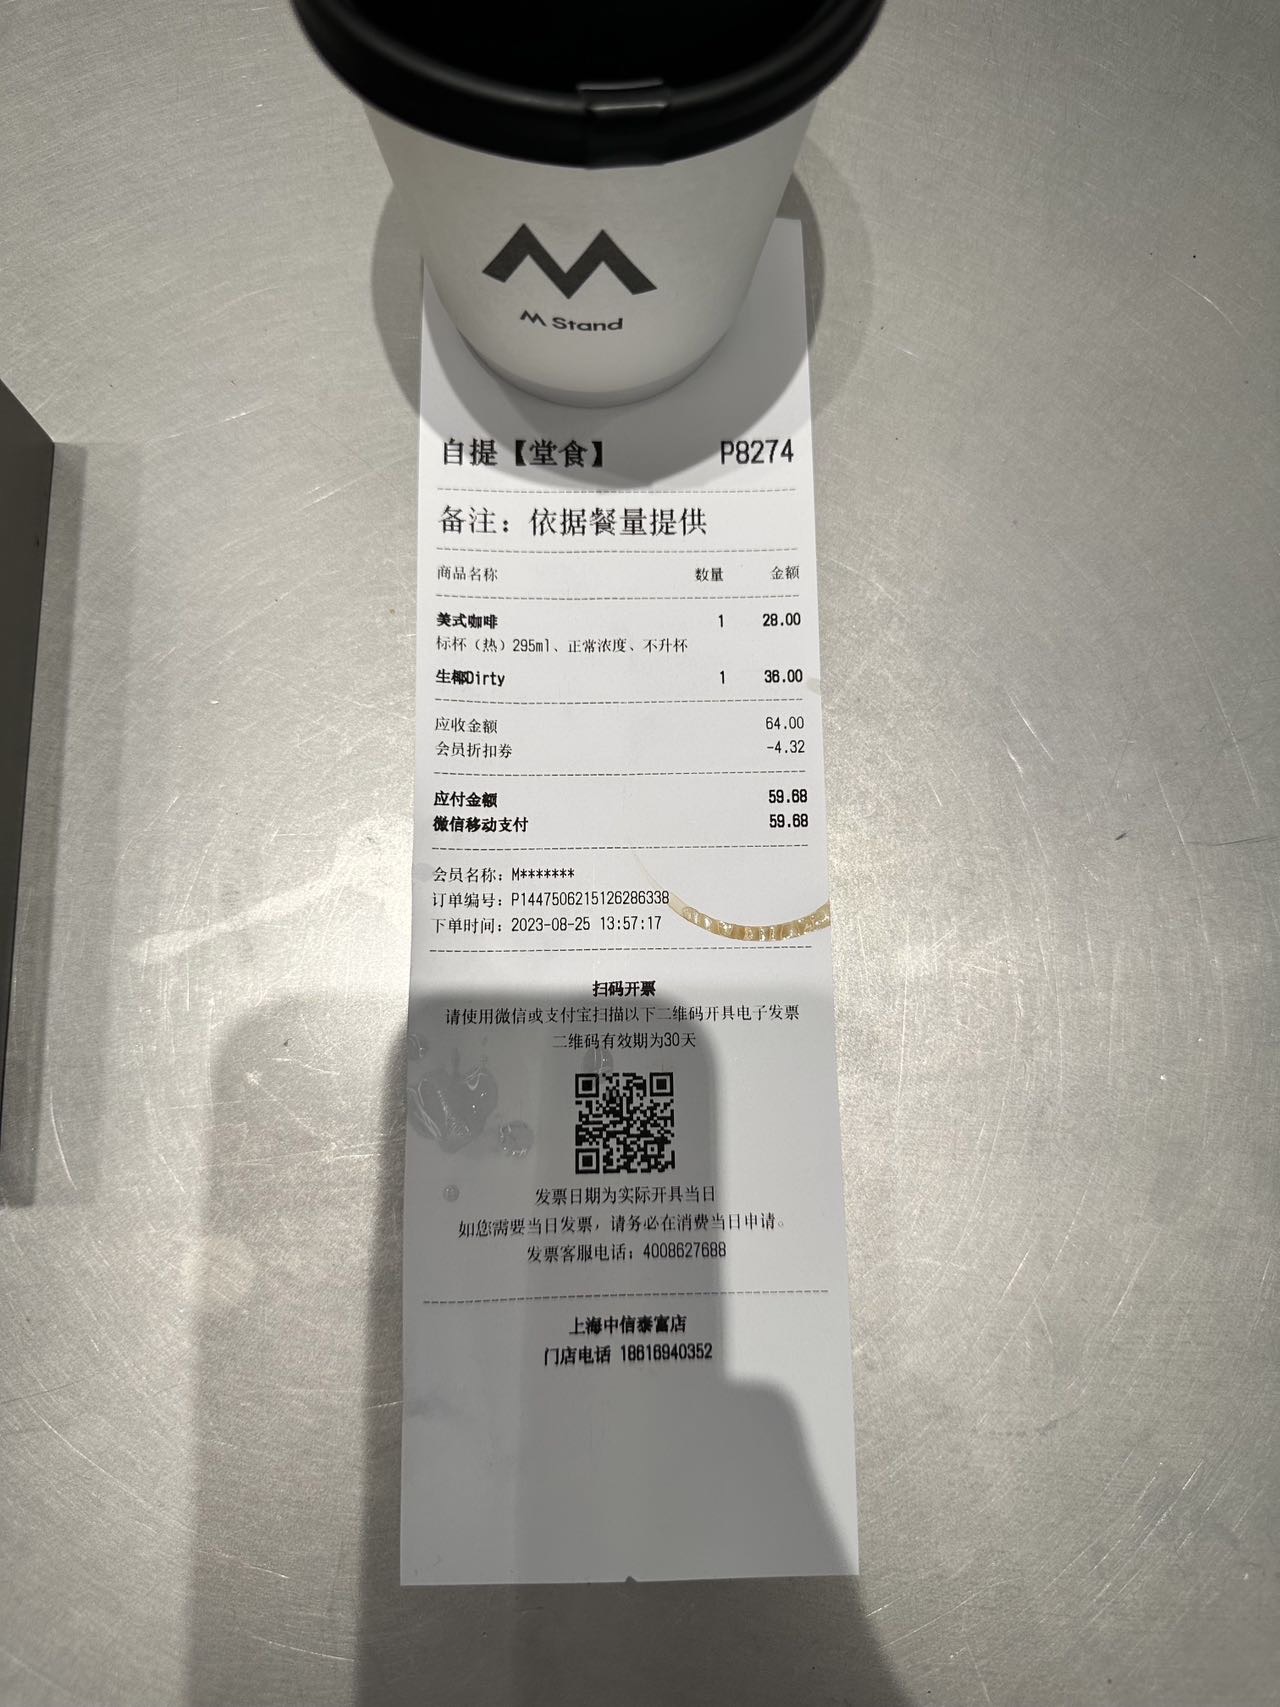 M Stand
自提【堂食】 P8274
备注：依据餐量提供
商品名称 数量 金额
美式咖啡 1 28.00
标杯（热）295ml、正常浓度、不升杯
生椰Dirty 1 36.00
应收金额 64.00
会员折扣券 -4.32
应付金额 59.68
微信移动支付 59.68
会员名称：M*******
订单编号：P1447506215126286338
下单时间：2023-08-25 13:57:17
扫码开票
请使用微信或支付宝扫描以下二维码开具电子发票
二维码有效期为30天
发票日期为实际开具当日
如您需要当日发票，请务必在消费当日申请。
发票客服电话：4008627688
上海中信泰富店
门店电话 18616940352